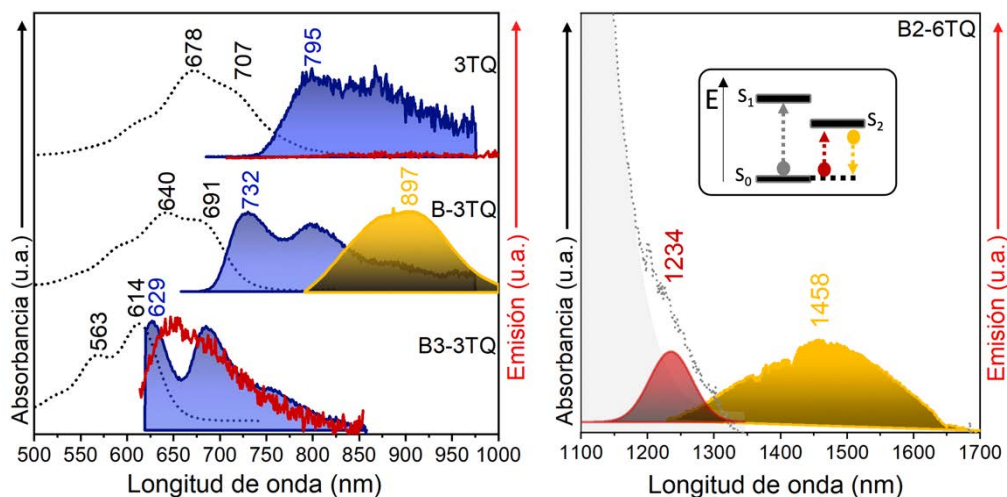 Absorbancia (u.a.)
Emisión (u.a.)
678
707
795
3TQ
640
691
732
897
B-3TQ
563
614
629
B3-3TQ
500 550 600 650 700 750 800 850 900 950 1000
Longitud de onda (nm)
Absorbancia (u.a.)
Emisión (u.a.)
B2-6TQ
E
S1
S2
S0
1234
1458
1100 1200 1300 1400 1500 1600 1700
Longitud de onda (nm)